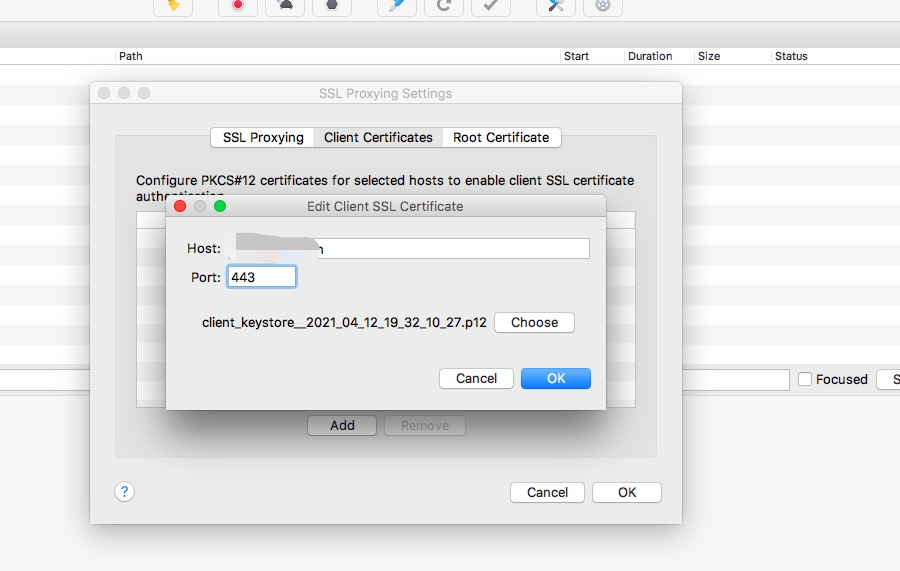 Path Start Duration Size Status
SSL Proxying Settings
SSL Proxying Client Certificates Root Certificate
Configure PKCS#12 certificates for selected hosts to enable client SSL certificate
authentication
Edit Client SSL Certificate
Host:
Port: 443
client_keystore__2021_04_12_19_32_10_27.p12 Choose
Cancel OK
Focused
Add Remove
? Cancel OK